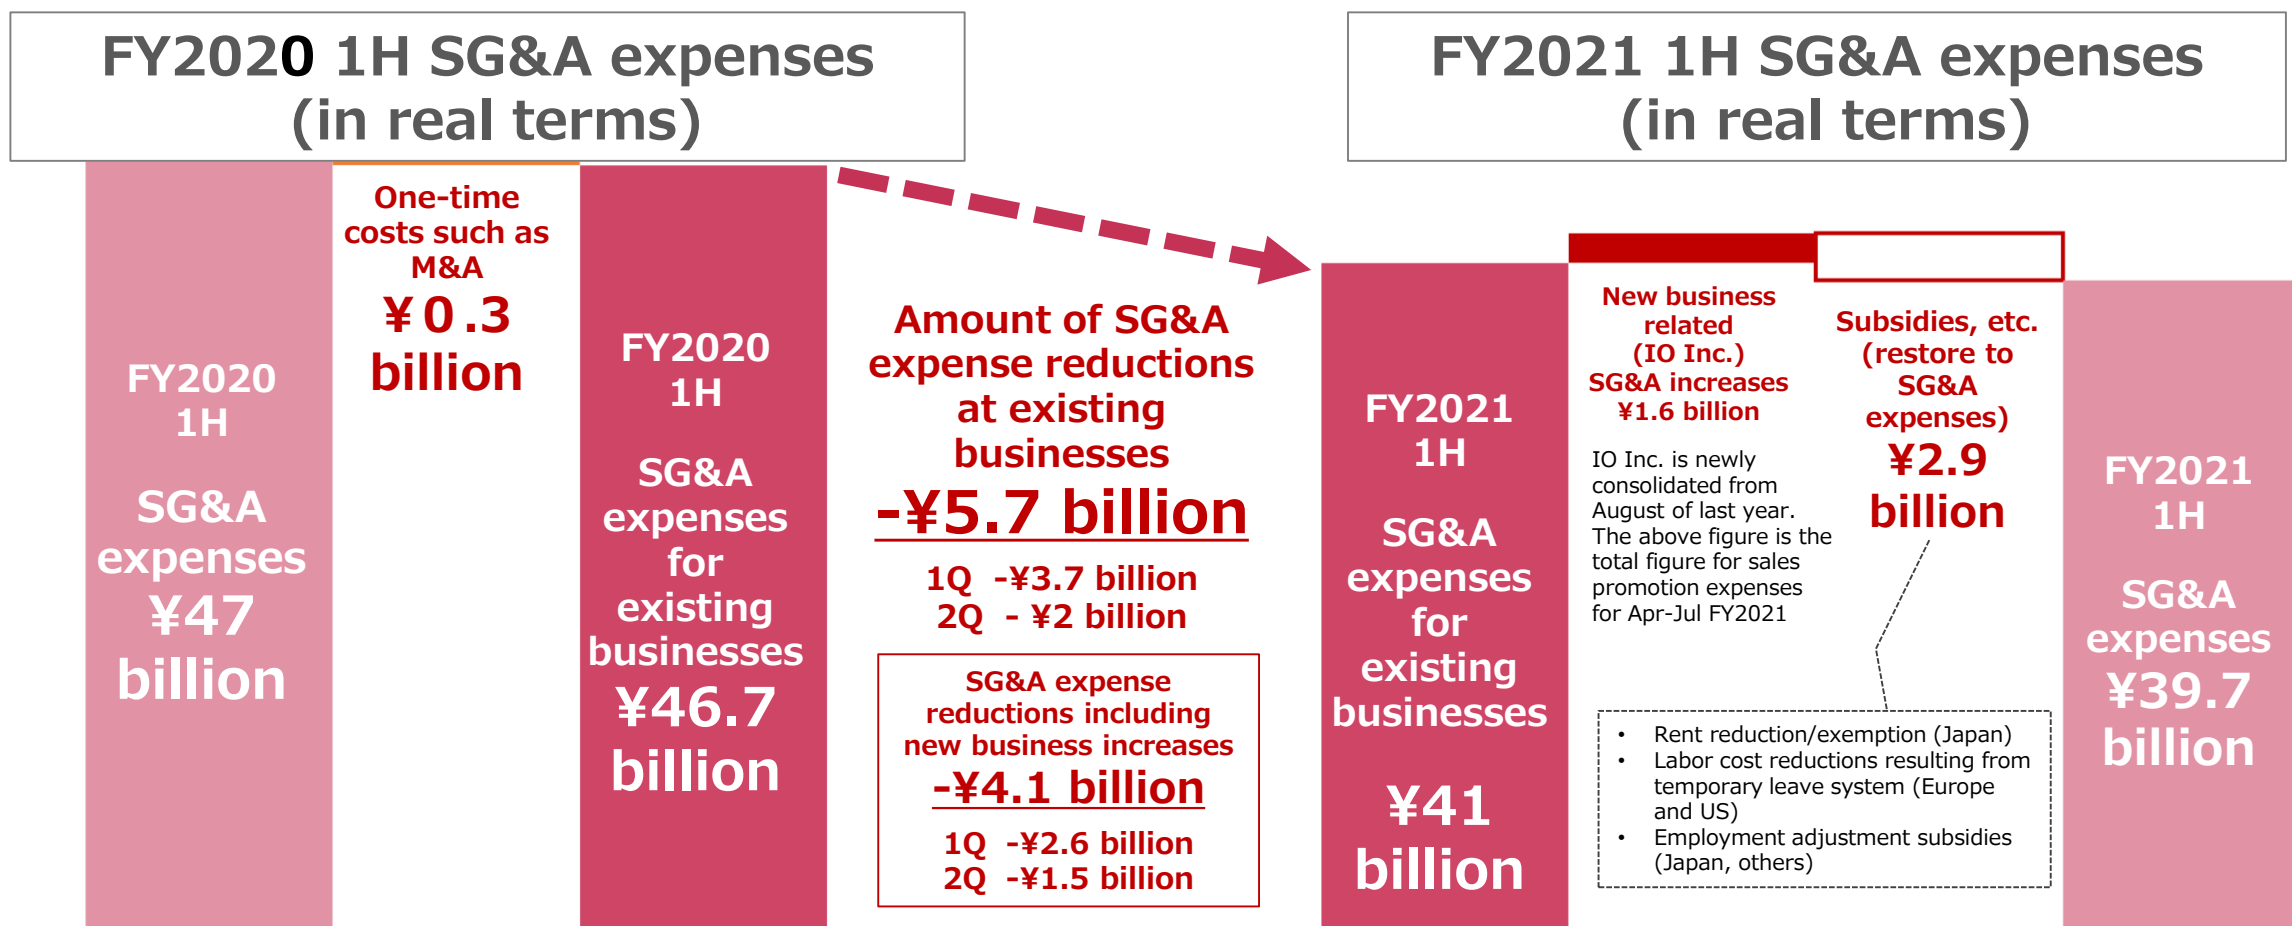 FY2020 1H SG&A expenses
(in real terms)
FY2021 1H SG&A expenses
(in real terms)
FY2020
1H
SG&A
expenses
¥47
billion
One-time
costs such as
M&A
¥0.3
billion
FY2020
1H
SG&A
expenses
for
existing
businesses
¥46.7
billion
Amount of SG&A
expense reductions
at existing
businesses
-¥5.7 billion
1Q -¥3.7 billion
2Q - ¥2 billion
SG&A expense
reductions including
new business increases
-¥4.1 billion
1Q -¥2.6 billion
2Q -¥1.5 billion
FY2021
1H
SG&A
expenses
for
existing
businesses
¥41
billion
New business
related
(IO Inc.)
SG&A increases
¥1.6 billion
IO Inc. is newly
consolidated from
August of last year.
The above figure is the
total figure for sales
promotion expenses
for Apr-Jul FY2021
Subsidies, etc.
(restore to
SG&A
expenses)
¥2.9
billion
• Rent reduction/exemption (Japan)
• Labor cost reductions resulting from
temporary leave system (Europe
and US)
• Employment adjustment subsidies
(Japan, others)
FY2021
1H
SG&A
expenses
¥39.7
billion